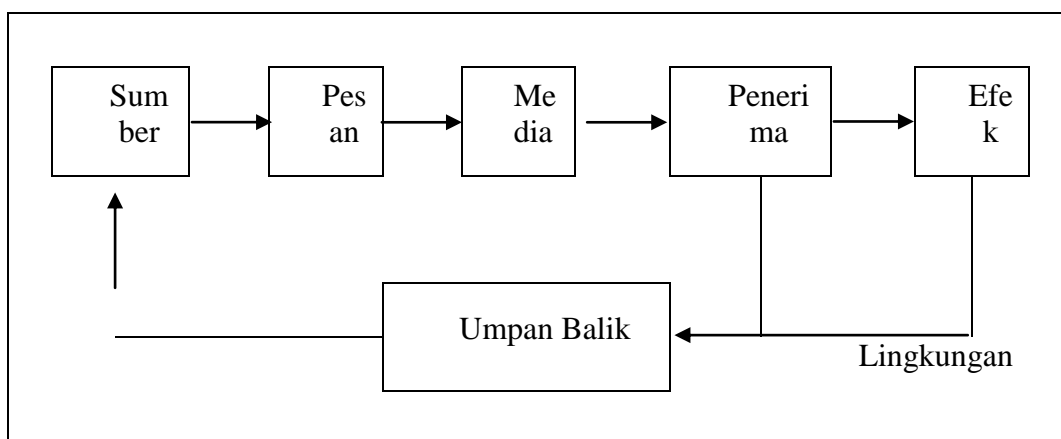 Sum
ber
Pes
an
Me
dia
Peneri
ma
Efe
k
Umpan Balik
Lingkungan